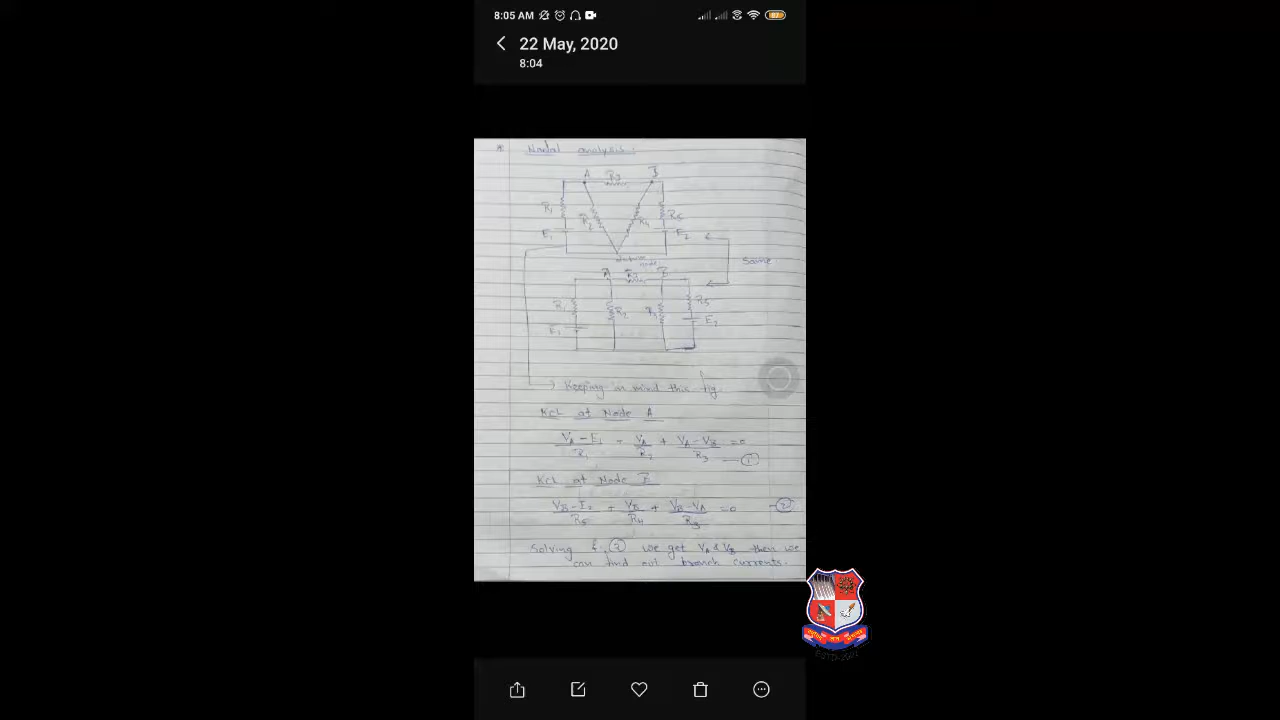 8:05 AM
87
22 May, 2020
8:04
* Nodal analysis.
A R3 B
R1 R2 R4 R5
E1 E2
node
Same
A R3 B
R1 R2 R4 R5
E1 E2
→ Keeping in mind this fig.
KCL at Node A
VA - E1 / R1 + VA / R2 + VA - VB / R3 = 0 — 1
KCL at Node B
VB - E2 / R5 + VB / R4 + VB - VA / R3 = 0 — 2
Solving & 2 we get VA & VB then we
can find out branch currents.